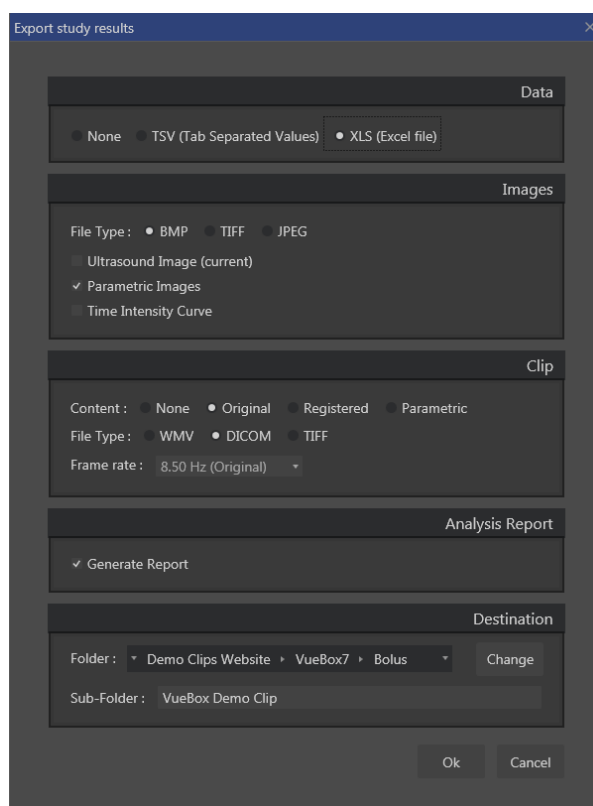 Export study results
Data
None TSV (Tab Separated Values) XLS (Excel file)
Images
File Type : BMP TIFF JPEG
Ultrasound Image (current)
Parametric Images
Time Intensity Curve
Clip
Content : None Original Registered Parametric
File Type : WMV DICOM TIFF
Frame rate : 8.50 Hz (Original)
Analysis Report
Generate Report
Destination
Folder : Demo Clips Website VueBox7 Bolus Change
Sub-Folder : VueBox Demo Clip
Ok Cancel